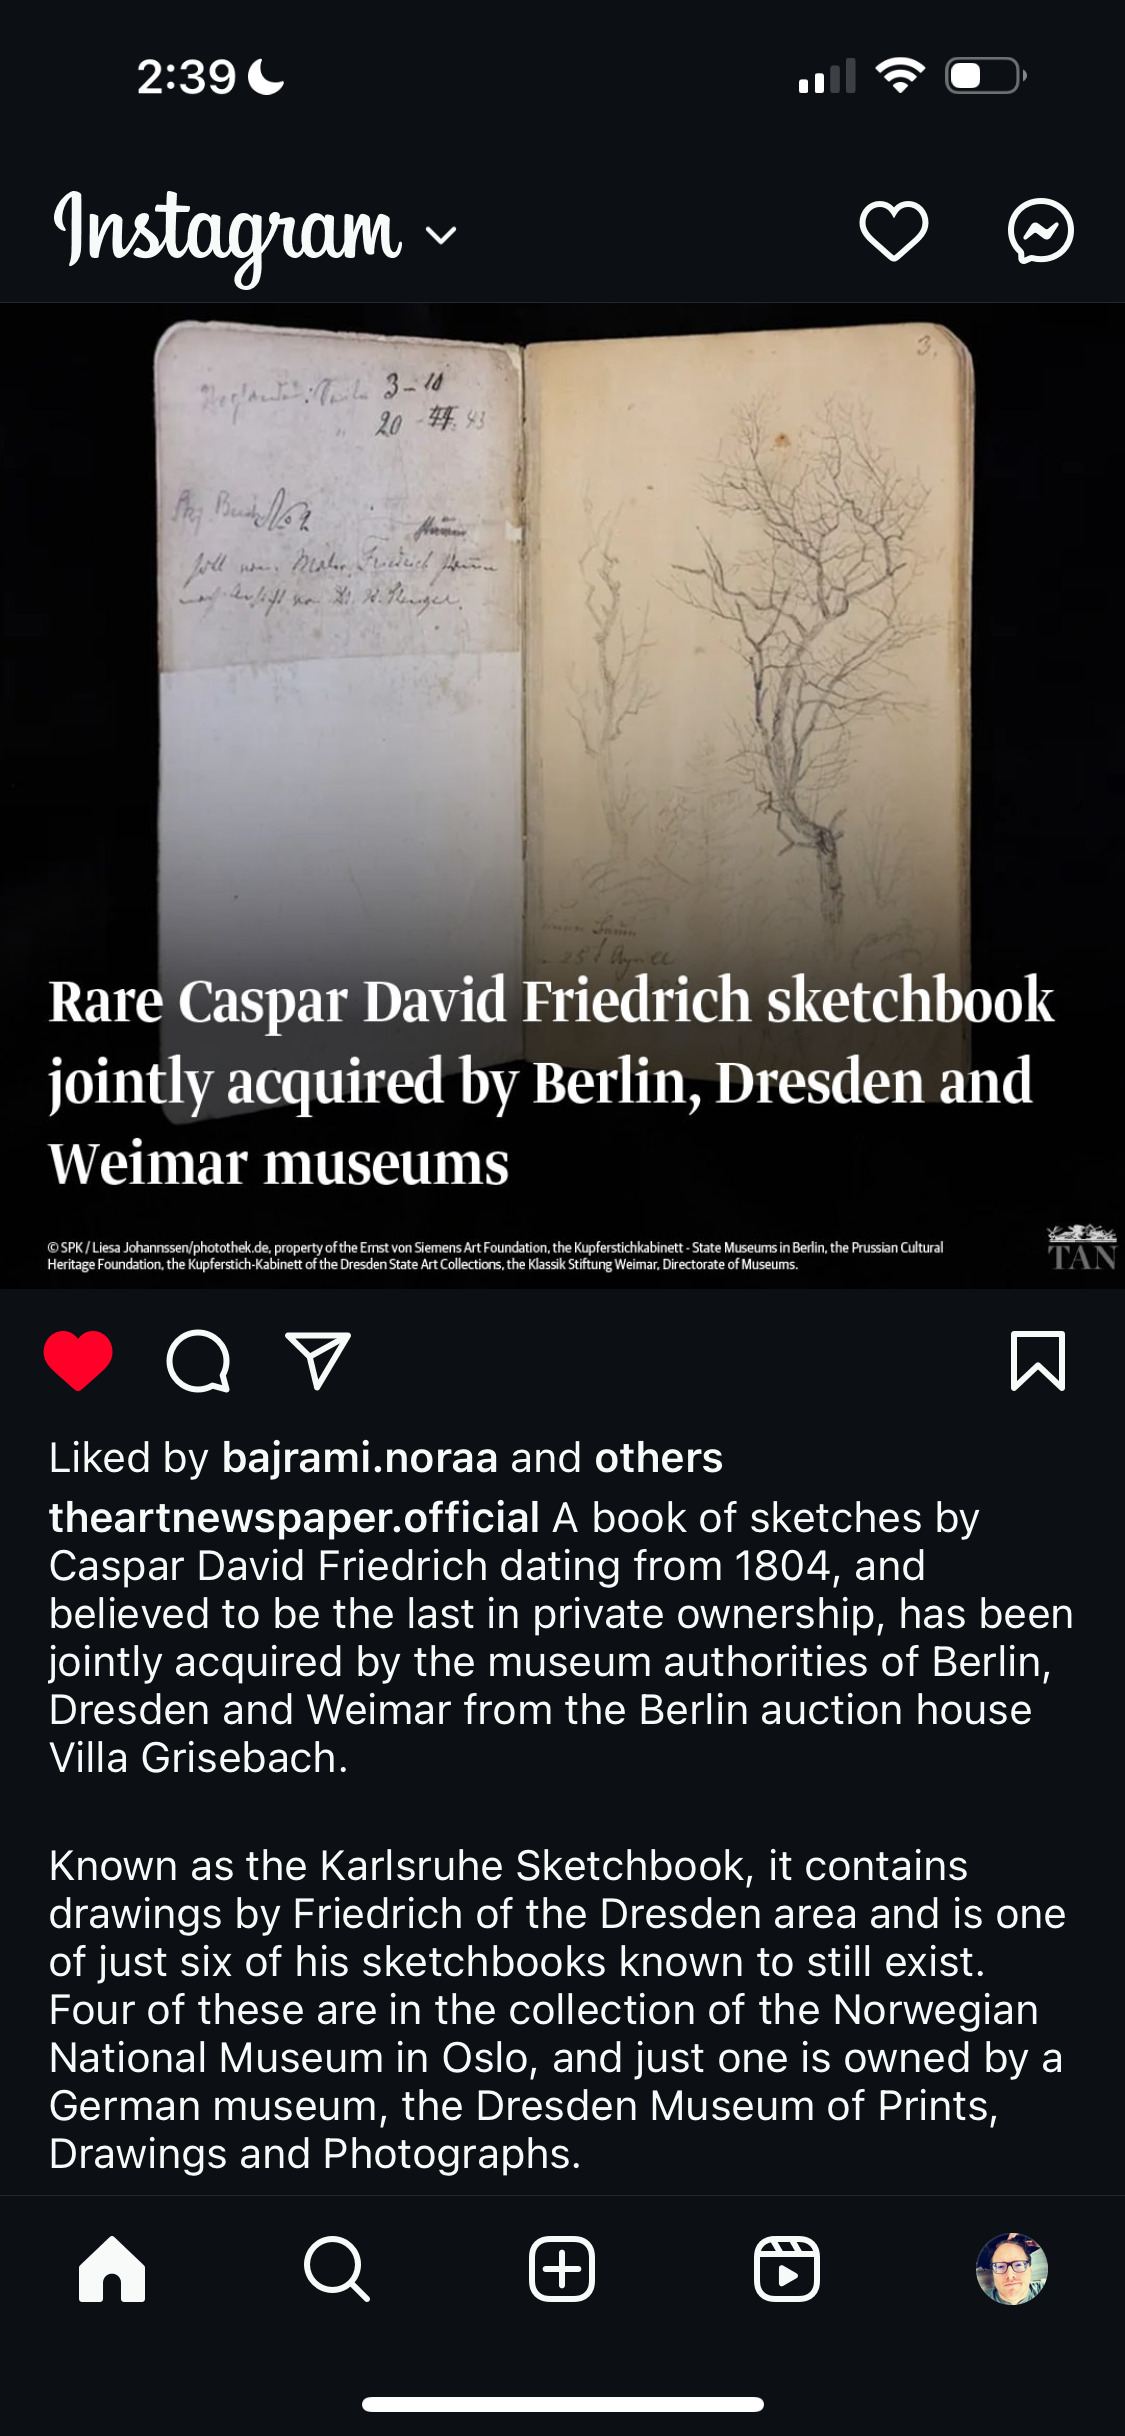 2:39
Instagram
3.
3-10
20 43
Friedrich
Rare Caspar David Friedrich sketchbook
jointly acquired by Berlin, Dresden and
Weimar museums
© SPK / Liesa Johannssen/photothek.de, property of the Ernst von Siemens Art Foundation, the Kupferstichkabinett - State Museums in Berlin, the Prussian Cultural
Heritage Foundation, the Kupferstich-Kabinett of the Dresden State Art Collections, the Klassik Stiftung Weimar, Directorate of Museums.
TAN
Liked by bajrami.noraa and others
theartnewspaper.official A book of sketches by
Caspar David Friedrich dating from 1804, and
believed to be the last in private ownership, has been
jointly acquired by the museum authorities of Berlin,
Dresden and Weimar from the Berlin auction house
Villa Grisebach.
Known as the Karlsruhe Sketchbook, it contains
drawings by Friedrich of the Dresden area and is one
of just six of his sketchbooks known to still exist.
Four of these are in the collection of the Norwegian
National Museum in Oslo, and just one is owned by a
German museum, the Dresden Museum of Prints,
Drawings and Photographs.